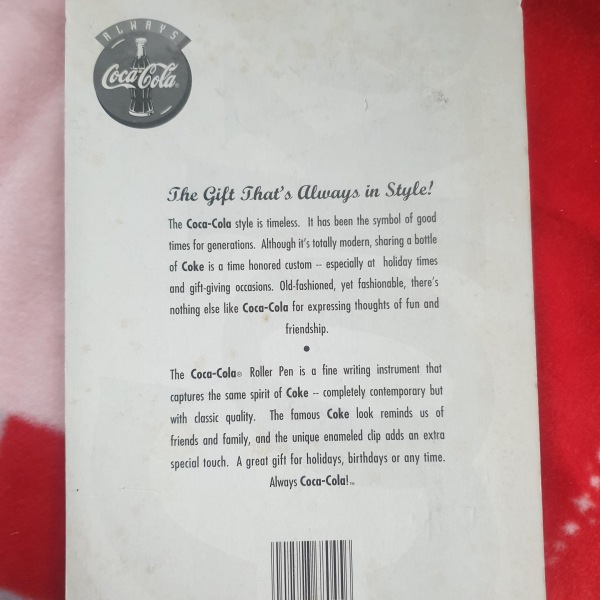 ALWAYS
Coca-Cola
The Gift That's Always in Style!
The Coca-Cola style is timeless. It has been the symbol of good
times for generations. Although it's totally modern, sharing a bottle
of Coke is a time honored custom -- especially at holiday times
and gift-giving occasions. Old-fashioned, yet fashionable, there's
nothing else like Coca-Cola for expressing thoughts of fun and
friendship.
•
The Coca-Cola® Roller Pen is a fine writing instrument that
captures the same spirit of Coke -- completely contemporary but
with classic quality. The famous Coke look reminds us of
friends and family, and the unique enameled clip adds an extra
special touch. A great gift for holidays, birthdays or any time.
Always Coca-Cola!™